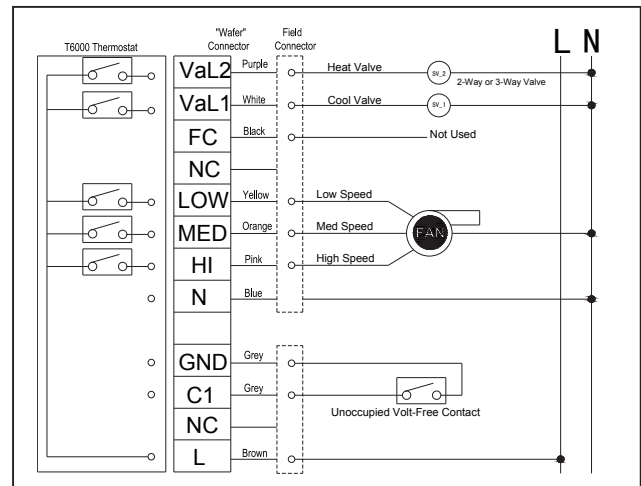 "Wafer" Connector
Field Connector
T6000 Thermostat
L N
VaL2 Purple Heat Valve SV_2
2-Way or 3-Way Valve
VaL1 White Cool Valve SV_1
FC Black Not Used
NC
LOW Yellow Low Speed
MED Orange Med Speed FAN
HI Pink High Speed
N Blue
GND Grey
C1 Grey
Unoccupied Volt-Free Contact
NC
L Brown